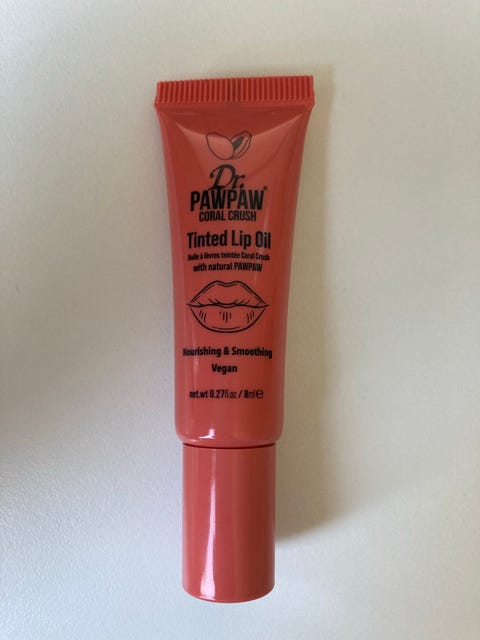 Dr.
PAWPAW®
CORAL CRUSH
Tinted Lip Oil
Huile à lèvres teintée Coral Crush
with natural PAWPAW
Nourishing & Smoothing
Vegan
net.wt 0.27fl.oz / 8ml℮